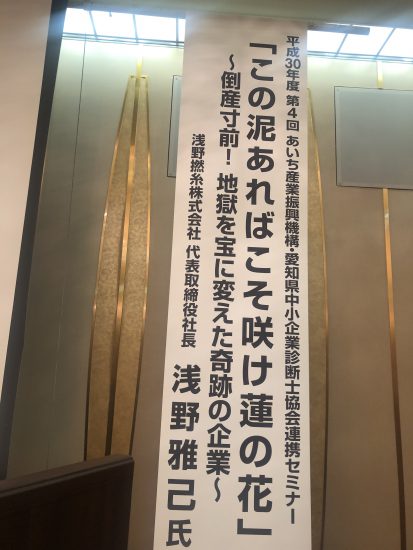 平成30年度 第4回 あいち産業振興機構・愛知県中小企業診断士協会連携セミナー
「この泥あればこそ咲け蓮の花」
～倒産寸前！地獄を宝に変えた奇跡の企業～
浅野撚糸株式会社 代表取締役社長
浅野雅己氏